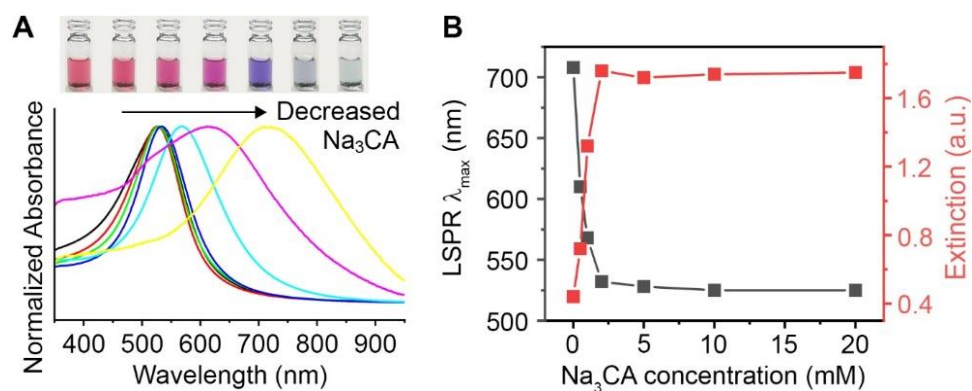 A
Decreased
Na₃CA
Normalized Absorbance
400 500 600 700 800 900
Wavelength (nm)
B
LSPR λmax (nm)
700
650
600
550
500
0 5 10 15 20
Na₃CA concentration (mM)
1.6
1.2
0.8
0.4
Extinction (a.u.)